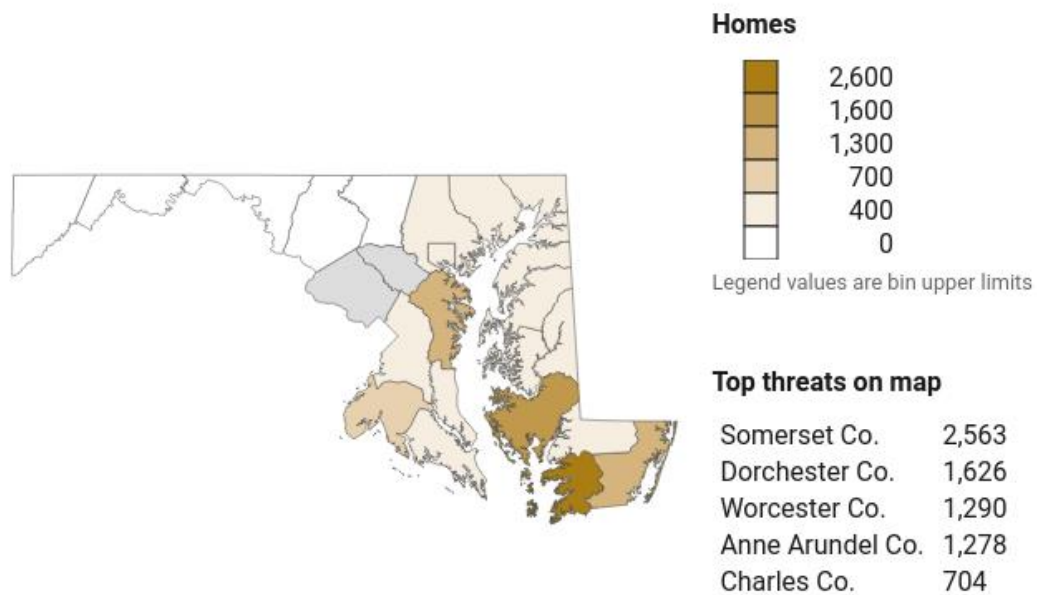 Homes
2,600
1,600
1,300
700
400
0
Legend values are bin upper limits
Top threats on map
Somerset Co. 2,563
Dorchester Co. 1,626
Worcester Co. 1,290
Anne Arundel Co. 1,278
Charles Co. 704